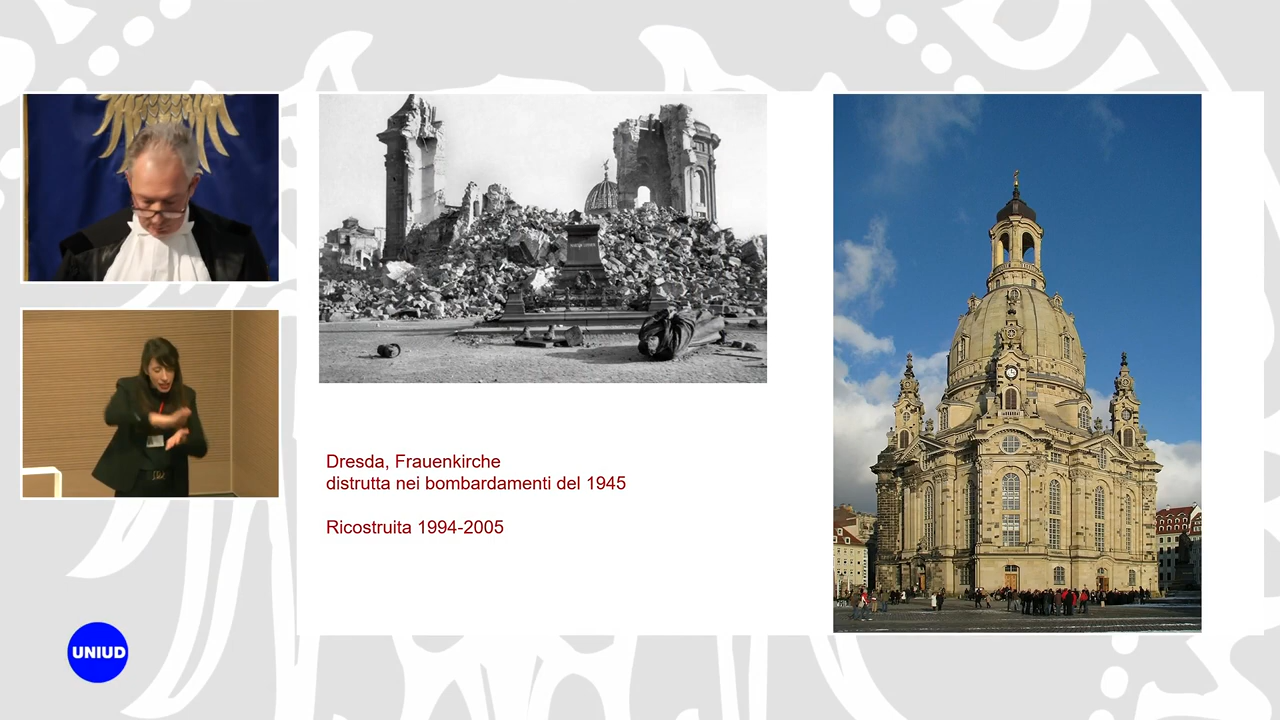 Dresda, Frauenkirche
distrutta nei bombardamenti del 1945
Ricostruita 1994-2005
UNIUD